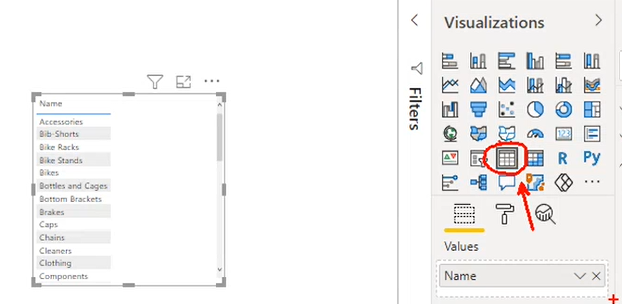 Visualizations
Filters
Name
Accessories
Bib-Shorts
Bike Racks
Bike Stands
Bikes
Bottles and Cages
Bottom Brackets
Brakes
Caps
Chains
Cleaners
Clothing
Components
123
R
Py
Values
Name